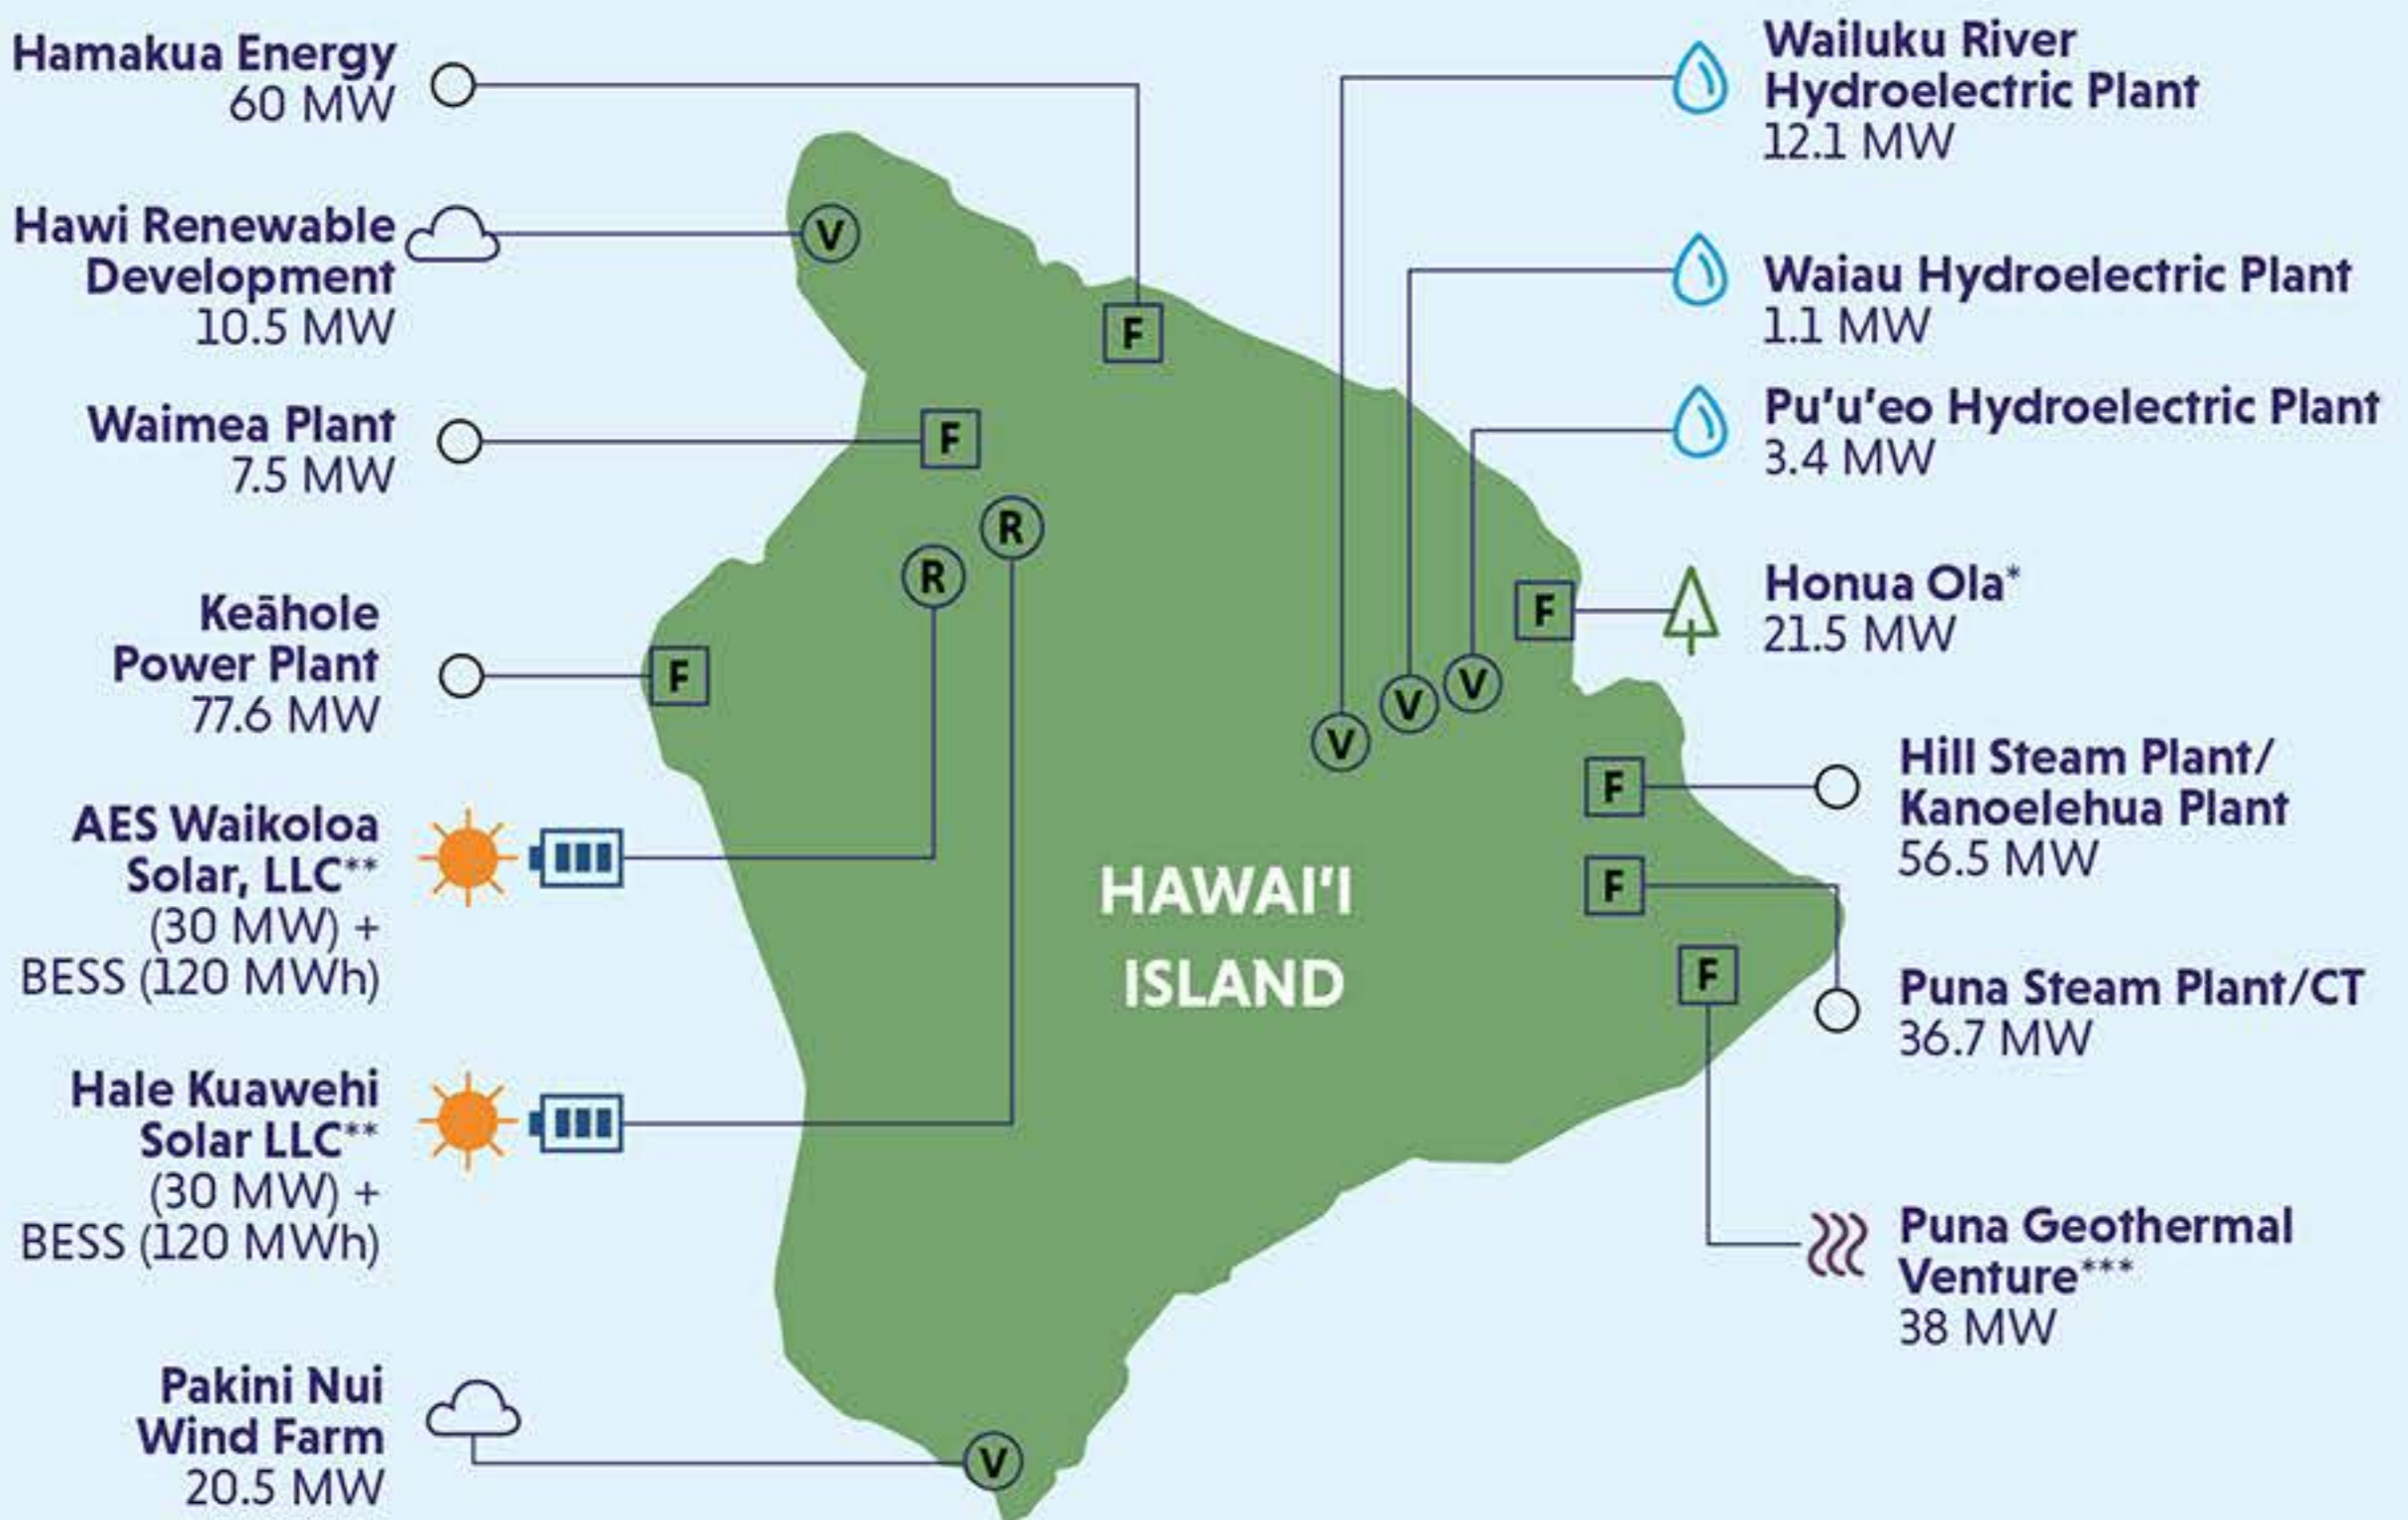 Hamakua Energy
60 MW
Hawi Renewable
Development
10.5 MW
Waimea Plant
7.5 MW
Keāhole
Power Plant
77.6 MW
AES Waikoloa
Solar, LLC**
(30 MW) +
BESS (120 MWh)
Hale Kuawehi
Solar LLC**
(30 MW) +
BESS (120 MWh)
Pakini Nui
Wind Farm
20.5 MW
V
F
F
R
R
F
V
V
V
V
F
F
F
F
HAWAI'I
ISLAND
Wailuku River
Hydroelectric Plant
12.1 MW
Waiau Hydroelectric Plant
1.1 MW
Pu'u'eo Hydroelectric Plant
3.4 MW
Honua Ola*
21.5 MW
Hill Steam Plant/
Kanoelehua Plant
56.5 MW
Puna Steam Plant/CT
36.7 MW
Puna Geothermal
Venture***
38 MW